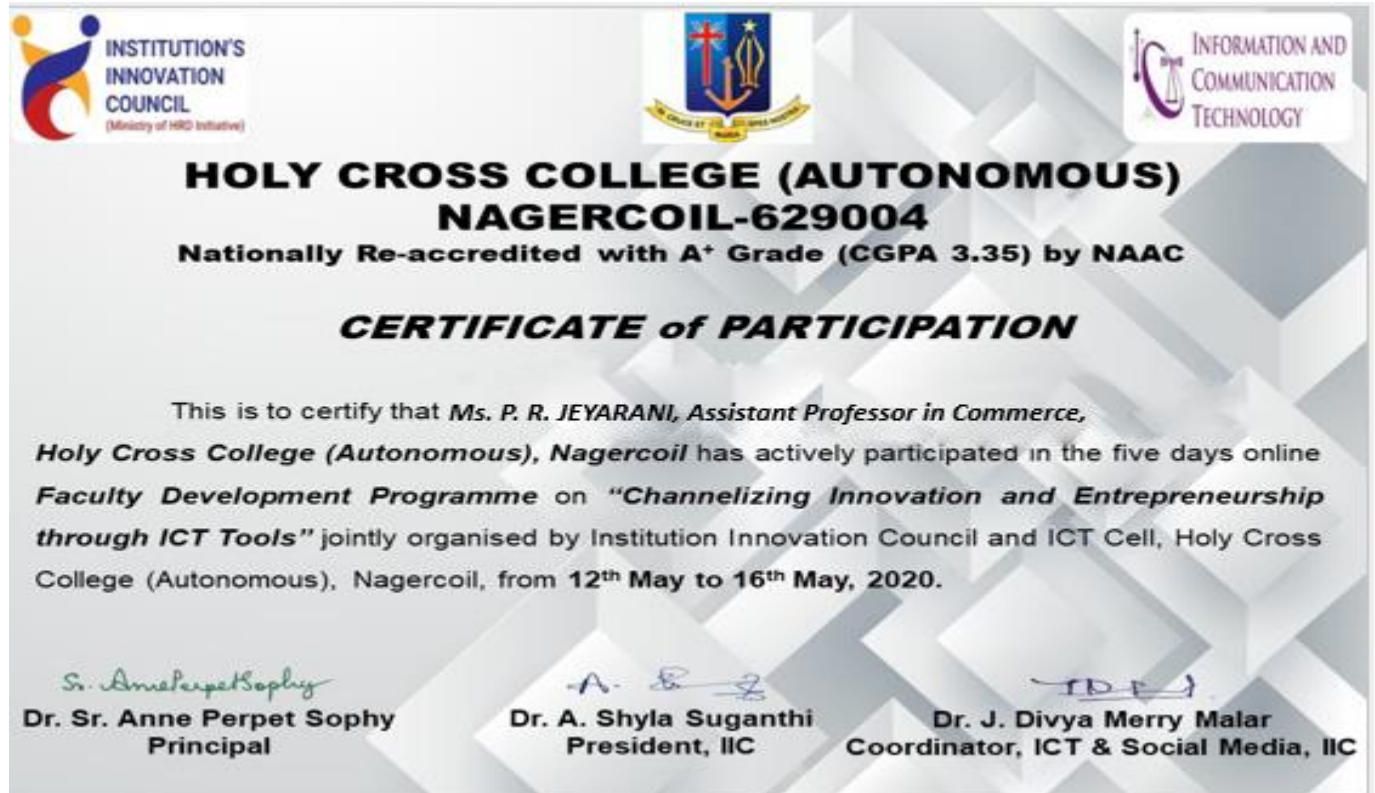 INSTITUTION'S
INNOVATION
COUNCIL
(Ministry of HRD Initiative)
INFORMATION AND
COMMUNICATION
TECHNOLOGY
HOLY CROSS COLLEGE (AUTONOMOUS)
NAGERCOIL-629004
Nationally Re-accredited with A⁺ Grade (CGPA 3.35) by NAAC
CERTIFICATE of PARTICIPATION
This is to certify that Ms. P. R. JEYARANI, Assistant Professor in Commerce,
Holy Cross College (Autonomous), Nagercoil has actively participated in the five days online
Faculty Development Programme on "Channelizing Innovation and Entrepreneurship
through ICT Tools" jointly organised by Institution Innovation Council and ICT Cell, Holy Cross
College (Autonomous), Nagercoil, from 12ᵗʰ May to 16ᵗʰ May, 2020.
Sr. AnnePerpetSophy
Dr. Sr. Anne Perpet Sophy
Principal
Dr. A. Shyla Suganthi
President, IIC
Dr. J. Divya Merry Malar
Coordinator, ICT & Social Media, IIC